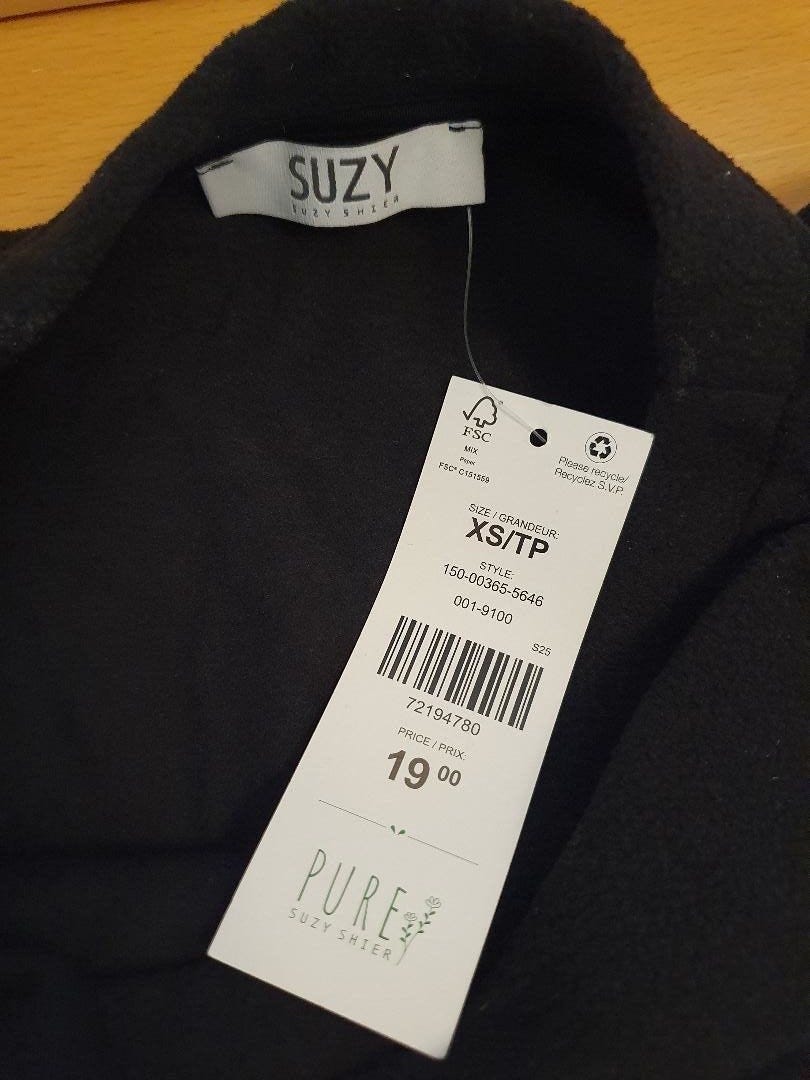 SUZY
SUZY SHIER
FSC
MIX
Paper
FSC® C151559
Please recycle/
Recyclez S.V.P.
SIZE / GRANDEUR:
XS/TP
STYLE:
150-00365-5646
001-9100
S25
72194780
PRICE / PRIX:
19 00
PURE
SUZY SHIER